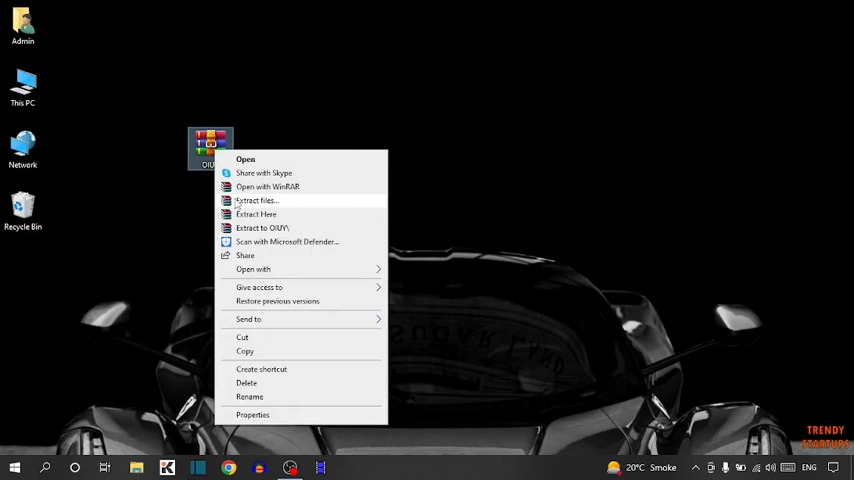 Admin
This PC
Network
Recycle Bin
OIU
Open
Share with Skype
Open with WinRAR
Extract files...
Extract Here
Extract to OIUY\
Scan with Microsoft Defender...
Share
Open with
Give access to
Restore previous versions
Send to
Cut
Copy
Create shortcut
Delete
Rename
Properties
SUGAR LAND
TRENDY
STARTUPS
20°C Smoke
ENG